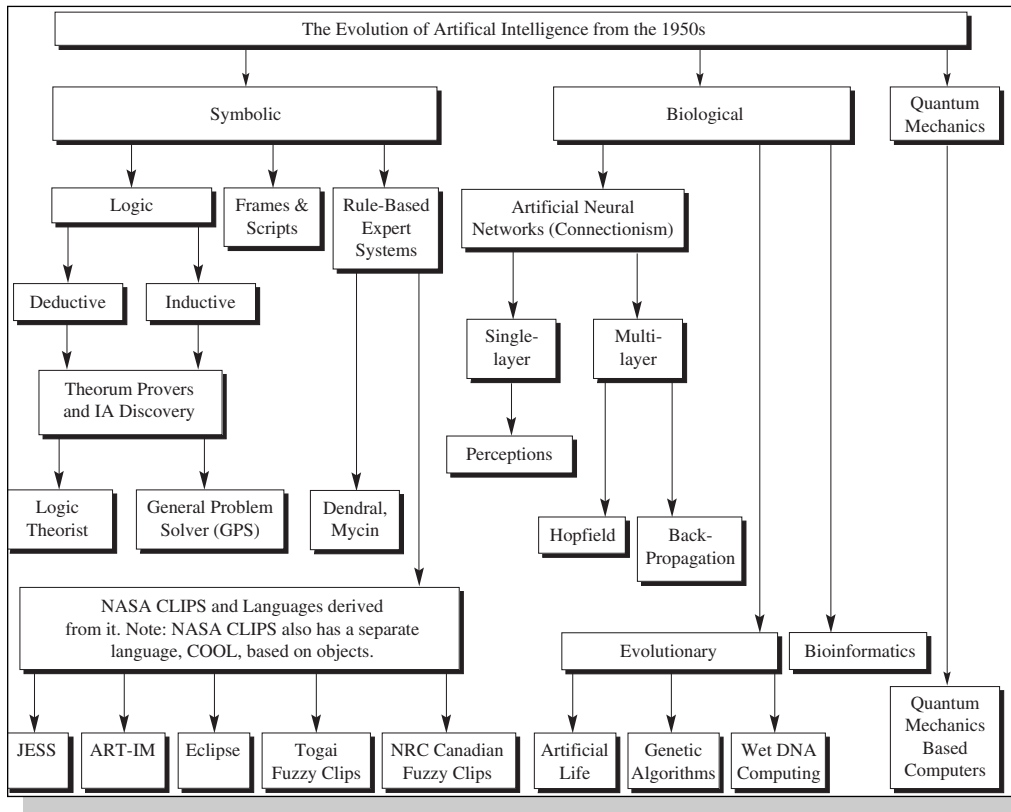 The Evolution of Artifical Intelligence from the 1950s
Symbolic
Biological
Quantum
Mechanics
Logic
Frames &
Scripts
Rule-Based
Expert
Systems
Artificial Neural
Networks (Connectionism)
Deductive
Inductive
Single-
layer
Multi-
layer
Theorum Provers
and IA Discovery
Perceptions
Logic
Theorist
General Problem
Solver (GPS)
Dendral,
Mycin
Hopfield
Back-
Propagation
NASA CLIPS and Languages derived
from it. Note: NASA CLIPS also has a separate
language, COOL, based on objects.
Evolutionary
Bioinformatics
JESS
ART-IM
Eclipse
Togai
Fuzzy Clips
NRC Canadian
Fuzzy Clips
Artificial
Life
Genetic
Algorithms
Wet DNA
Computing
Quantum
Mechanics
Based
Computers